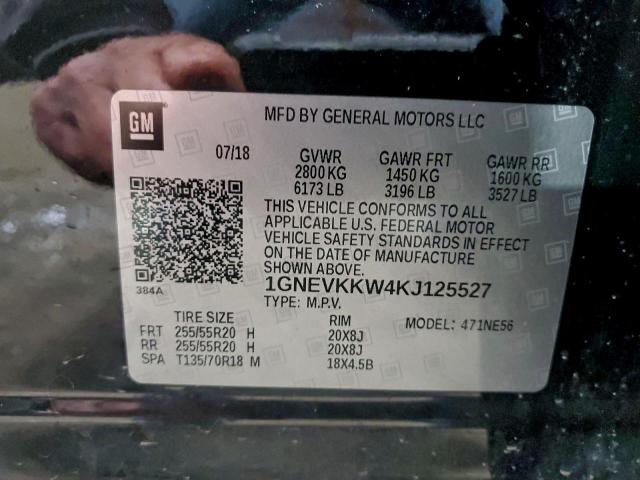 GM
MFD BY GENERAL MOTORS LLC
07/18 GVWR GAWR FRT GAWR RR
2800 KG 1450 KG 1600 KG
6173 LB 3196 LB 3527 LB
THIS VEHICLE CONFORMS TO ALL
APPLICABLE U.S. FEDERAL MOTOR
VEHICLE SAFETY STANDARDS IN EFFECT
ON THE DATE OF MANUFACTURE
SHOWN ABOVE.
384A
1GNEVKKW4KJ125527
TYPE: M.P.V.
TIRE SIZE RIM MODEL: 471NE56
FRT 255/55R20 H 20X8J
RR 255/55R20 H 20X8J
SPA T135/70R18 M 18X4.5B